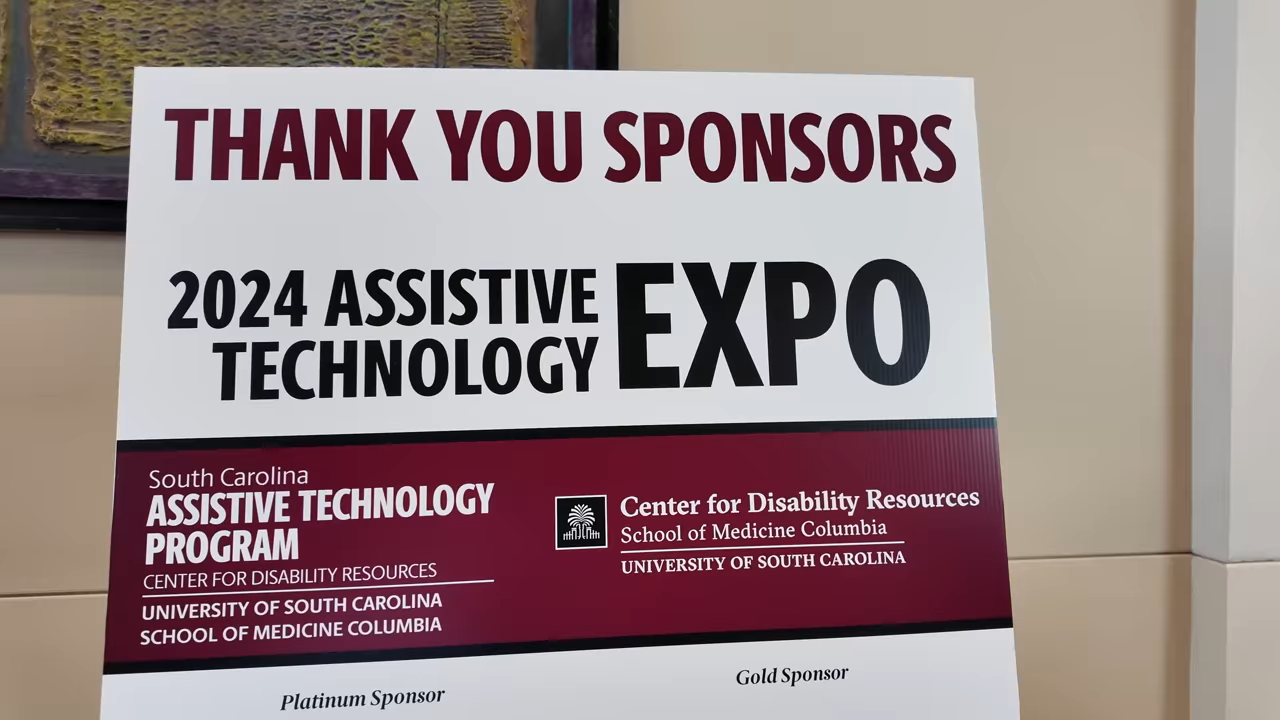 THANK YOU SPONSORS
2024 ASSISTIVE
TECHNOLOGY
EXPO
South Carolina
ASSISTIVE TECHNOLOGY
PROGRAM
CENTER FOR DISABILITY RESOURCES
UNIVERSITY OF SOUTH CAROLINA
SCHOOL OF MEDICINE COLUMBIA
Center for Disability Resources
School of Medicine Columbia
UNIVERSITY OF SOUTH CAROLINA
Platinum Sponsor
Gold Sponsor